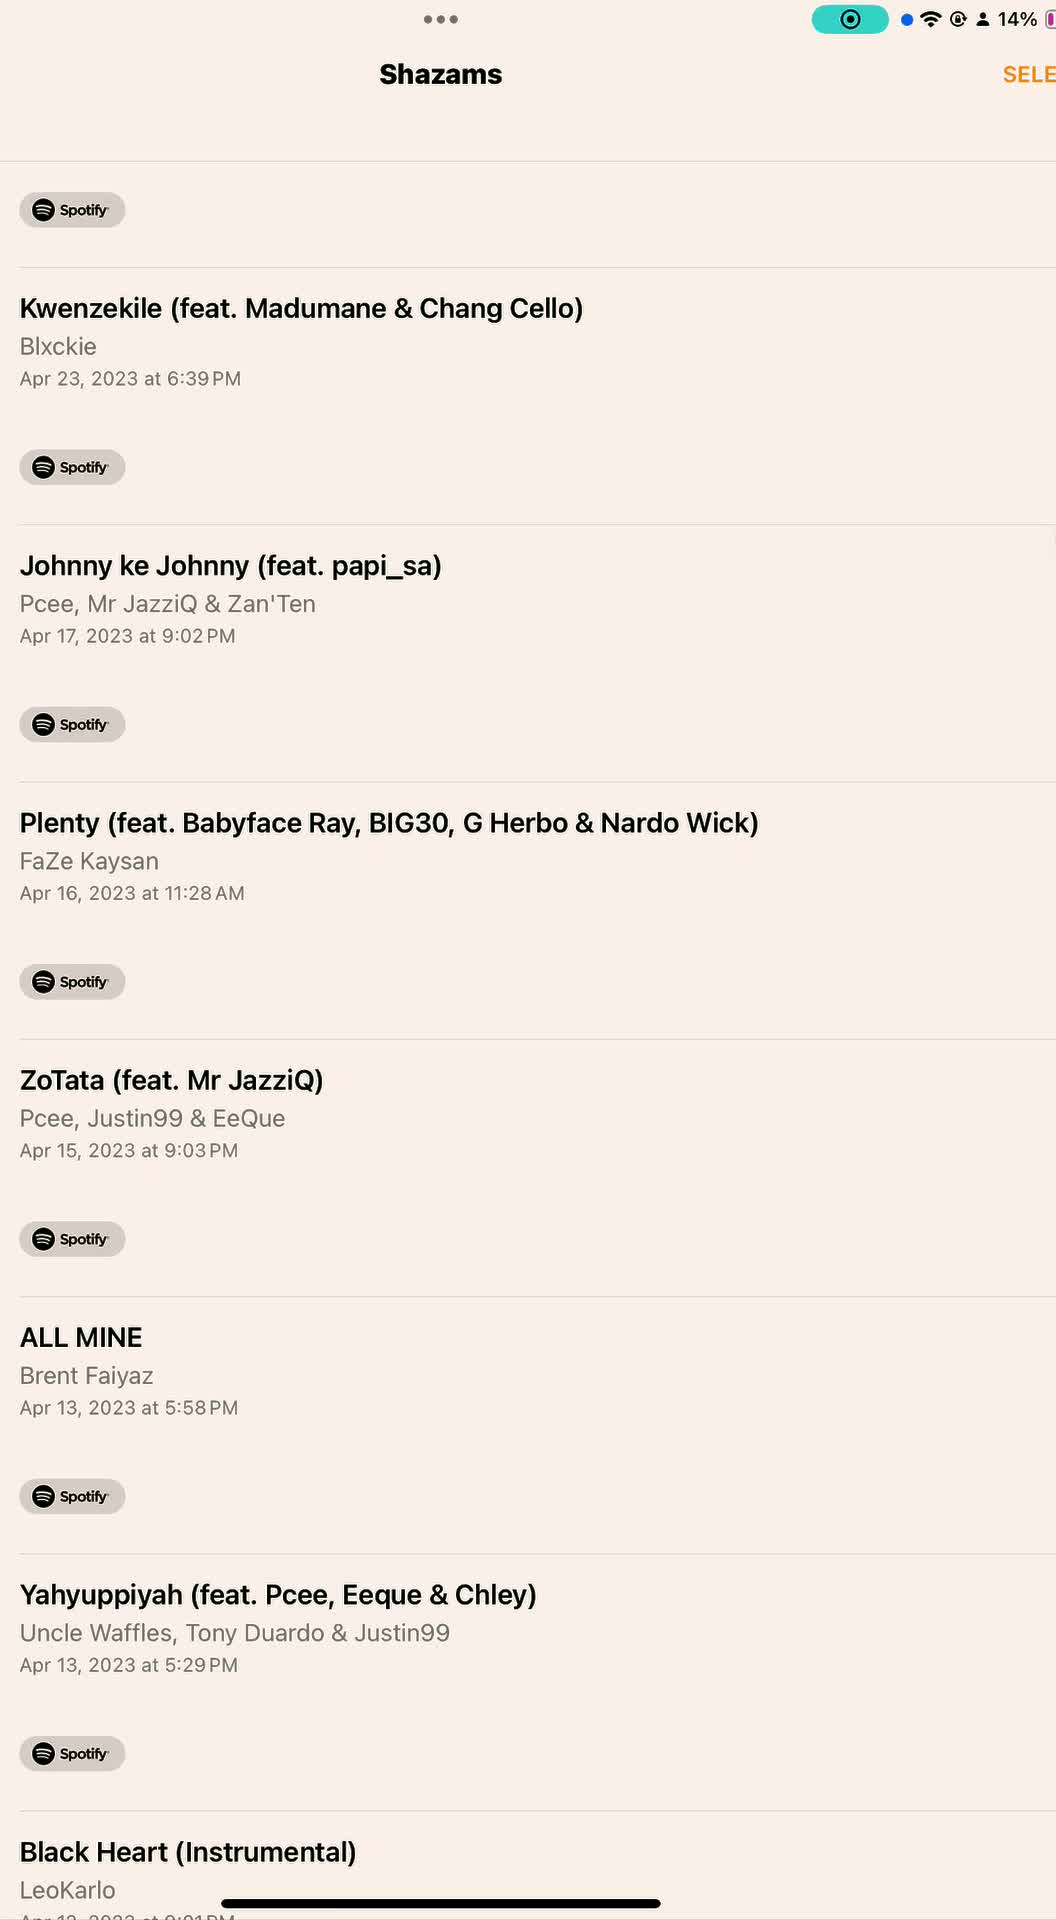 14%
Shazams
SELE
Spotify
Kwenzekile (feat. Madumane & Chang Cello)
Blxckie
Apr 23, 2023 at 6:39 PM
Spotify
Johnny ke Johnny (feat. papi_sa)
Pcee, Mr JazziQ & Zan'Ten
Apr 17, 2023 at 9:02 PM
Spotify
Plenty (feat. Babyface Ray, BIG30, G Herbo & Nardo Wick)
FaZe Kaysan
Apr 16, 2023 at 11:28 AM
Spotify
ZoTata (feat. Mr JazziQ)
Pcee, Justin99 & EeQue
Apr 15, 2023 at 9:03 PM
Spotify
ALL MINE
Brent Faiyaz
Apr 13, 2023 at 5:58 PM
Spotify
Yahyuppiyah (feat. Pcee, Eeque & Chley)
Uncle Waffles, Tony Duardo & Justin99
Apr 13, 2023 at 5:29 PM
Spotify
Black Heart (Instrumental)
LeoKarlo